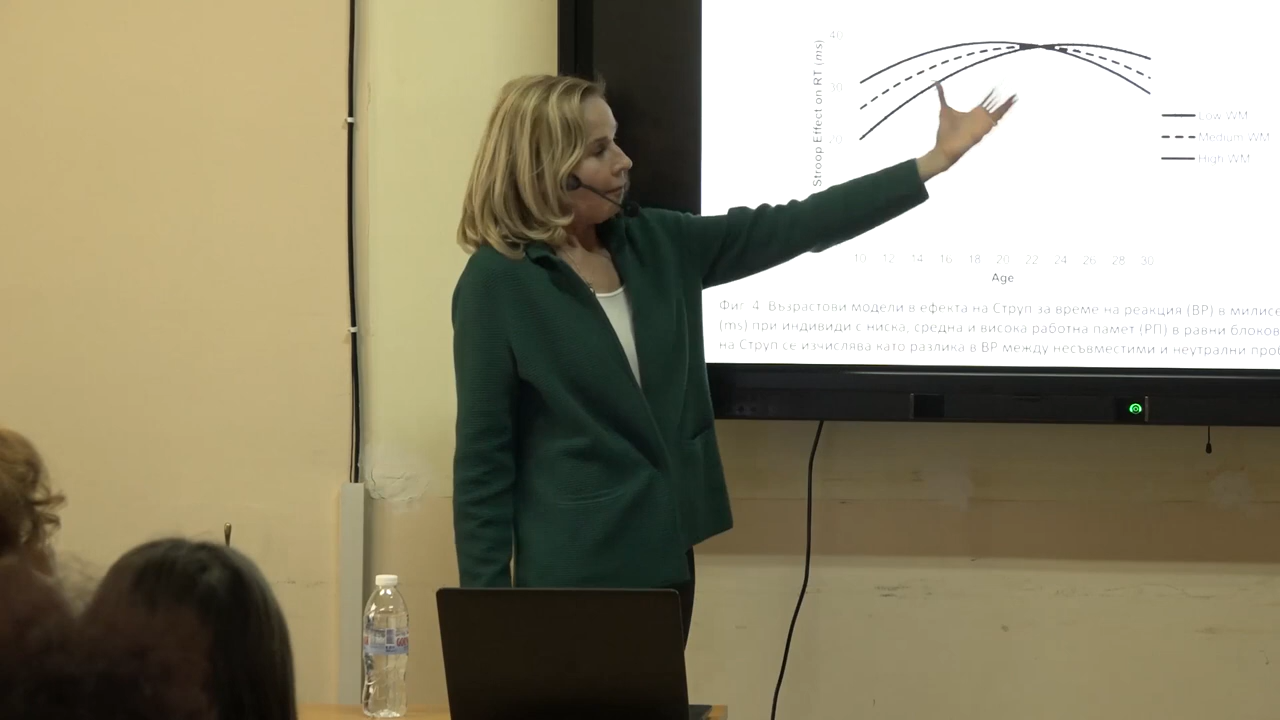 40
30
20
Stroop Effect on RT (ms)
Low WM
Medium WM
High WM
10 12 14 16 18 20 22 24 26 28 30
Age
Фиг. 4. Възрастови модели в ефекта на Струп за време на реакция (ВР) в милисе
(ms) при индивиди с ниска, средна и висока работна памет (РП) в равни блоков
на Струп се изчислява като разлика в ВР между несъвместими и неутрални проб